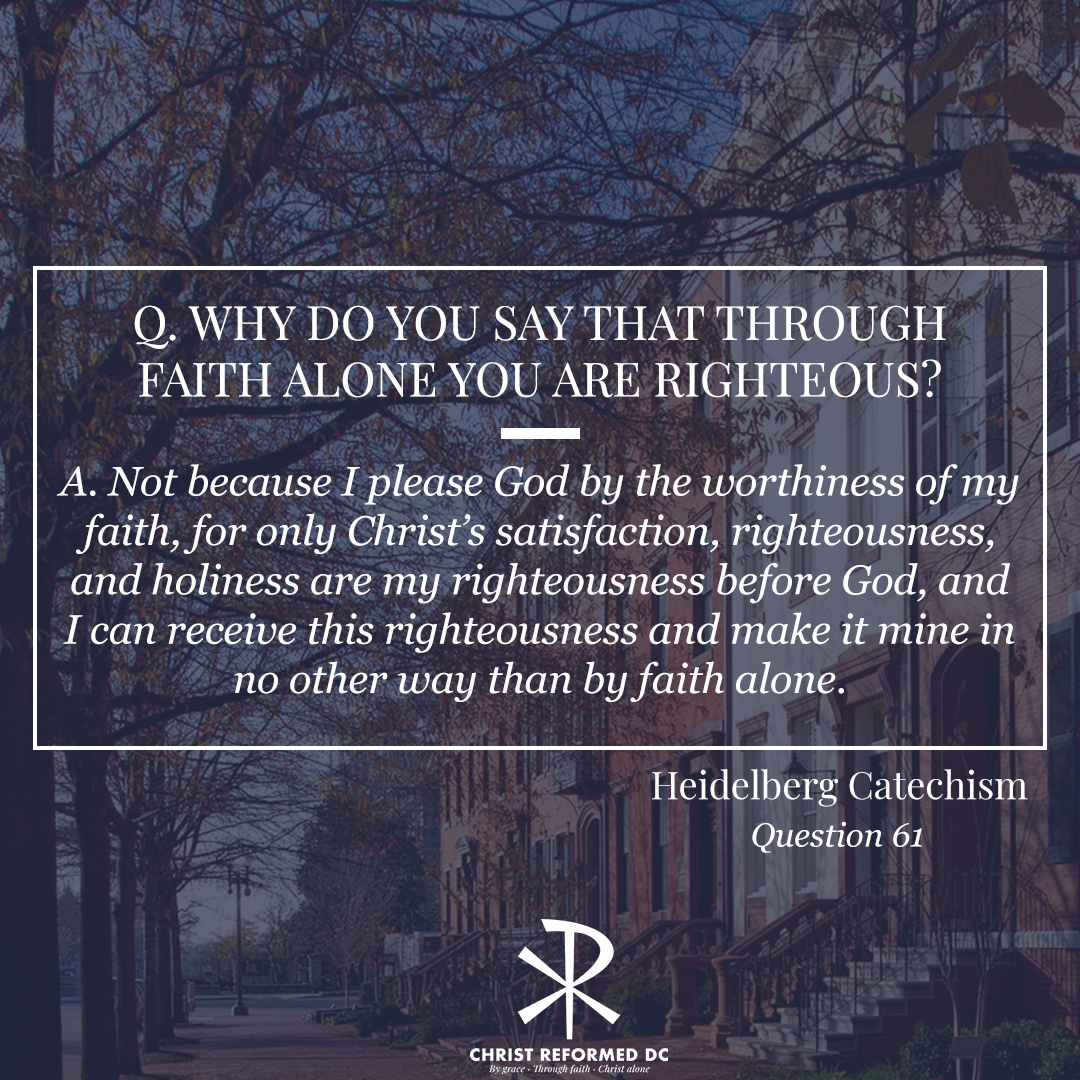 Q. WHY DO YOU SAY THAT THROUGH
FAITH ALONE YOU ARE RIGHTEOUS?
A. Not because I please God by the worthiness of my
faith, for only Christ’s satisfaction, righteousness,
and holiness are my righteousness before God, and
I can receive this righteousness and make it mine in
no other way than by faith alone.
Heidelberg Catechism
Question 61
CHRIST REFORMED DC
By grace · Through faith · Christ alone